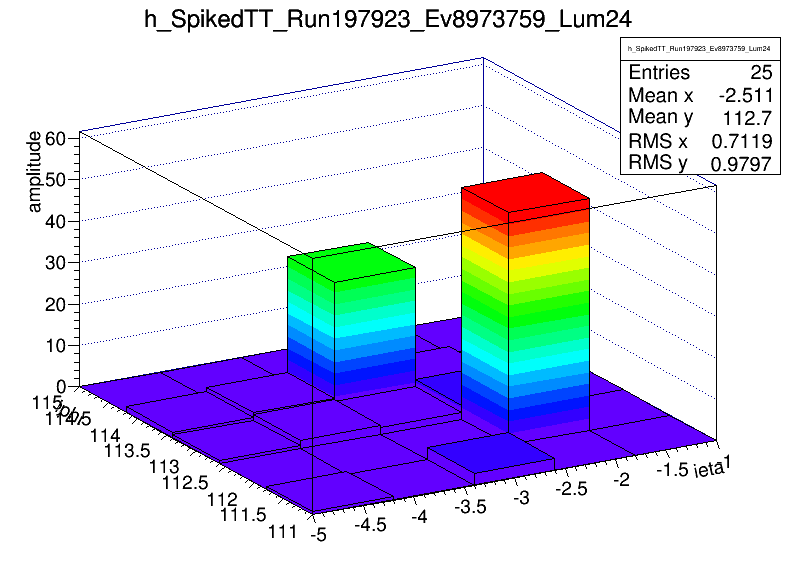 h_SpikedTT_Run197923_Ev8973759_Lum24
h_SpikedTT_Run197923_Ev8973759_Lum24
Entries 25
Mean x -2.511
Mean y 112.7
RMS x 0.7119
RMS y 0.9797
amplitude
60
50
40
30
20
10
0
115
114.5
114
113.5
113
112.5
112
111.5
111
-5
-4.5
-4
-3.5
-3
-2.5
-2
-1.5
ieta